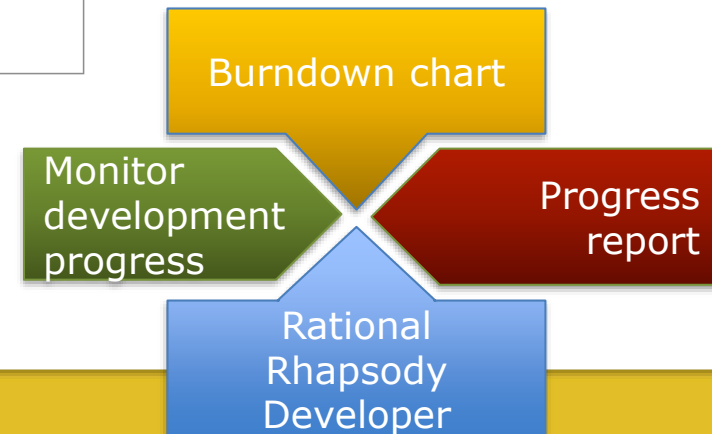 Burndown chart
Monitor
development
progress
Progress
report
Rational
Rhapsody
Developer